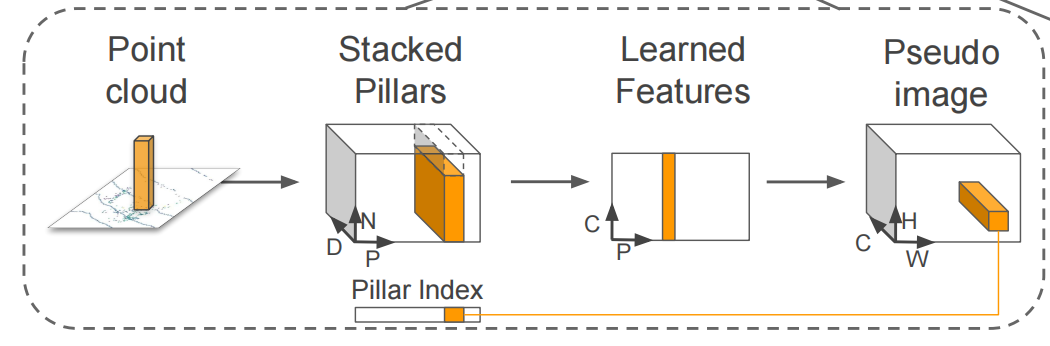 Point
cloud
Stacked
Pillars
Learned
Features
Pseudo
image
N
D
P
C
P
H
C
W
Pillar Index